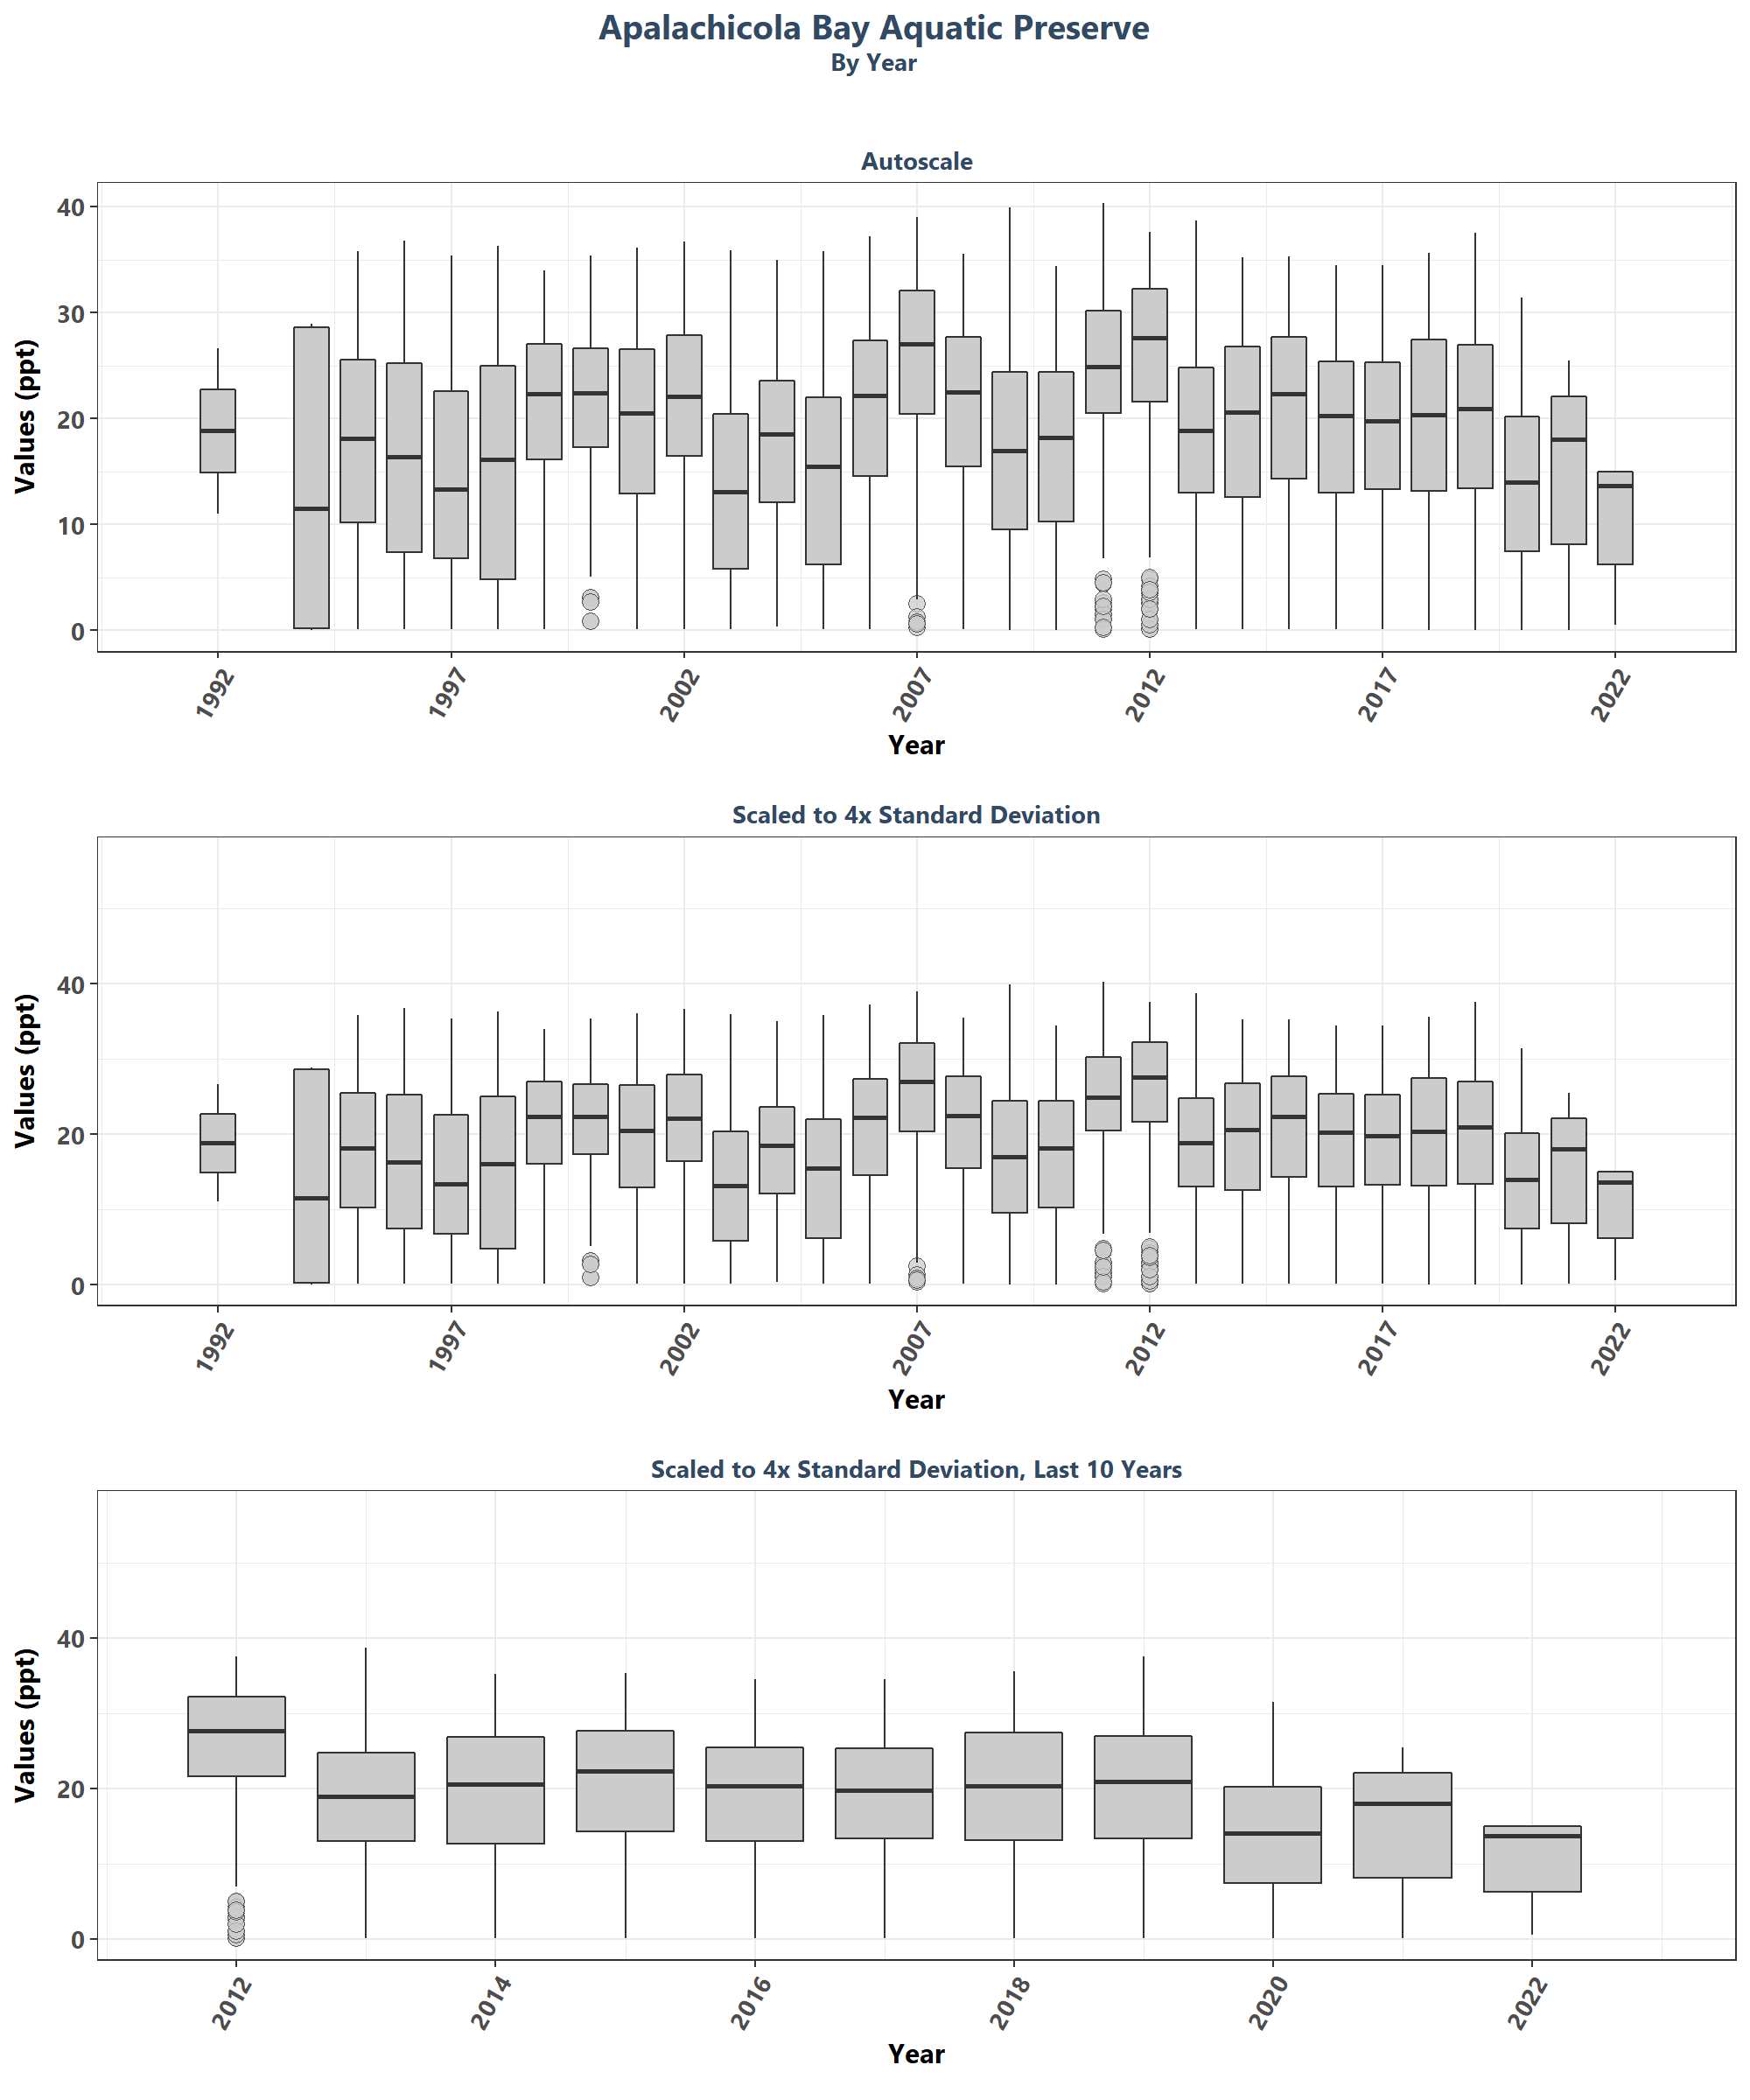 Apalachicola Bay Aquatic Preserve
By Year
Autoscale
Values (ppt)
40
30
20
10
0
1992 1997 2002 2007 2012 2017 2022
Year
Scaled to 4x Standard Deviation
Values (ppt)
40
20
0
1992 1997 2002 2007 2012 2017 2022
Year
Scaled to 4x Standard Deviation, Last 10 Years
Values (ppt)
40
20
0
2012 2014 2016 2018 2020 2022
Year